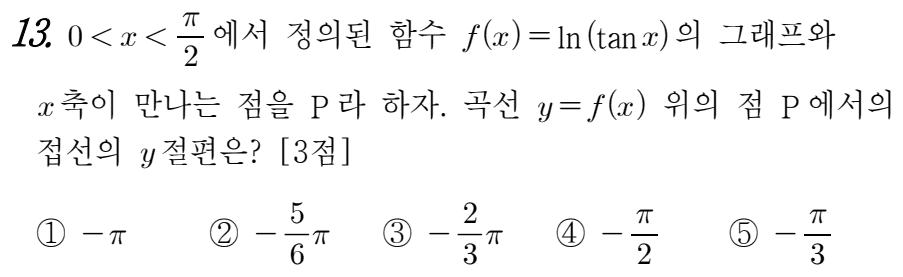 13. 0 < x < π/2 에서 정의된 함수 f(x) = ln(tan x)의 그래프와
x축이 만나는 점을 P라 하자. 곡선 y = f(x) 위의 점 P에서의
접선의 y절편은? [3점]
① −π ② −5/6 π ③ −2/3 π ④ −π/2 ⑤ −π/3